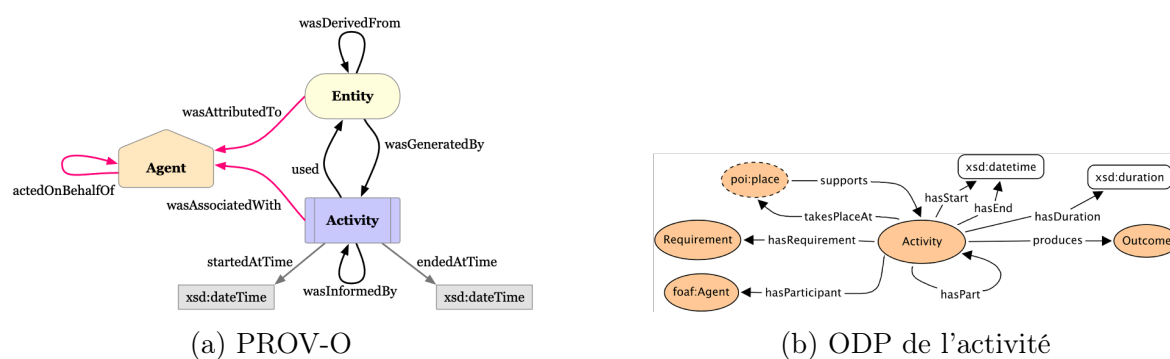 wasDerivedFrom
Entity
wasAttributedTo
wasGeneratedBy
used
Agent
actedOnBehalfOf
wasAssociatedWith
Activity
startedAtTime
endedAtTime
wasInformedBy
xsd:dateTime
xsd:dateTime
(a) PROV-O
poi:place
supports
xsd:datetime
xsd:duration
hasStart
hasEnd
takesPlaceAt
hasDuration
Requirement
hasRequirement
Activity
produces
Outcome
foaf:Agent
hasParticipant
hasPart
(b) ODP de l'activité